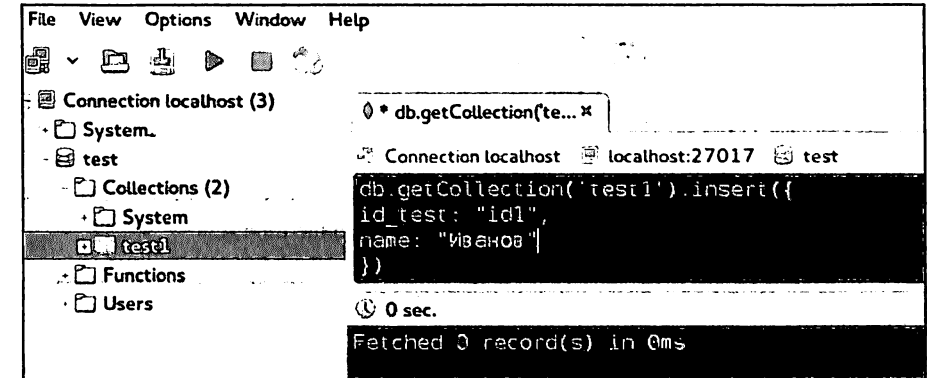 File View Options Window Help
Connection localhost (3)
System
test
Collections (2)
System
test1
Functions
Users
db.getCollection('te...
Connection localhost localhost:27017 test
db.getCollection('test1').insert({
id_test: "id1",
name: "Иванов"
})
0 sec.
Fetched 0 record(s) in 0ms